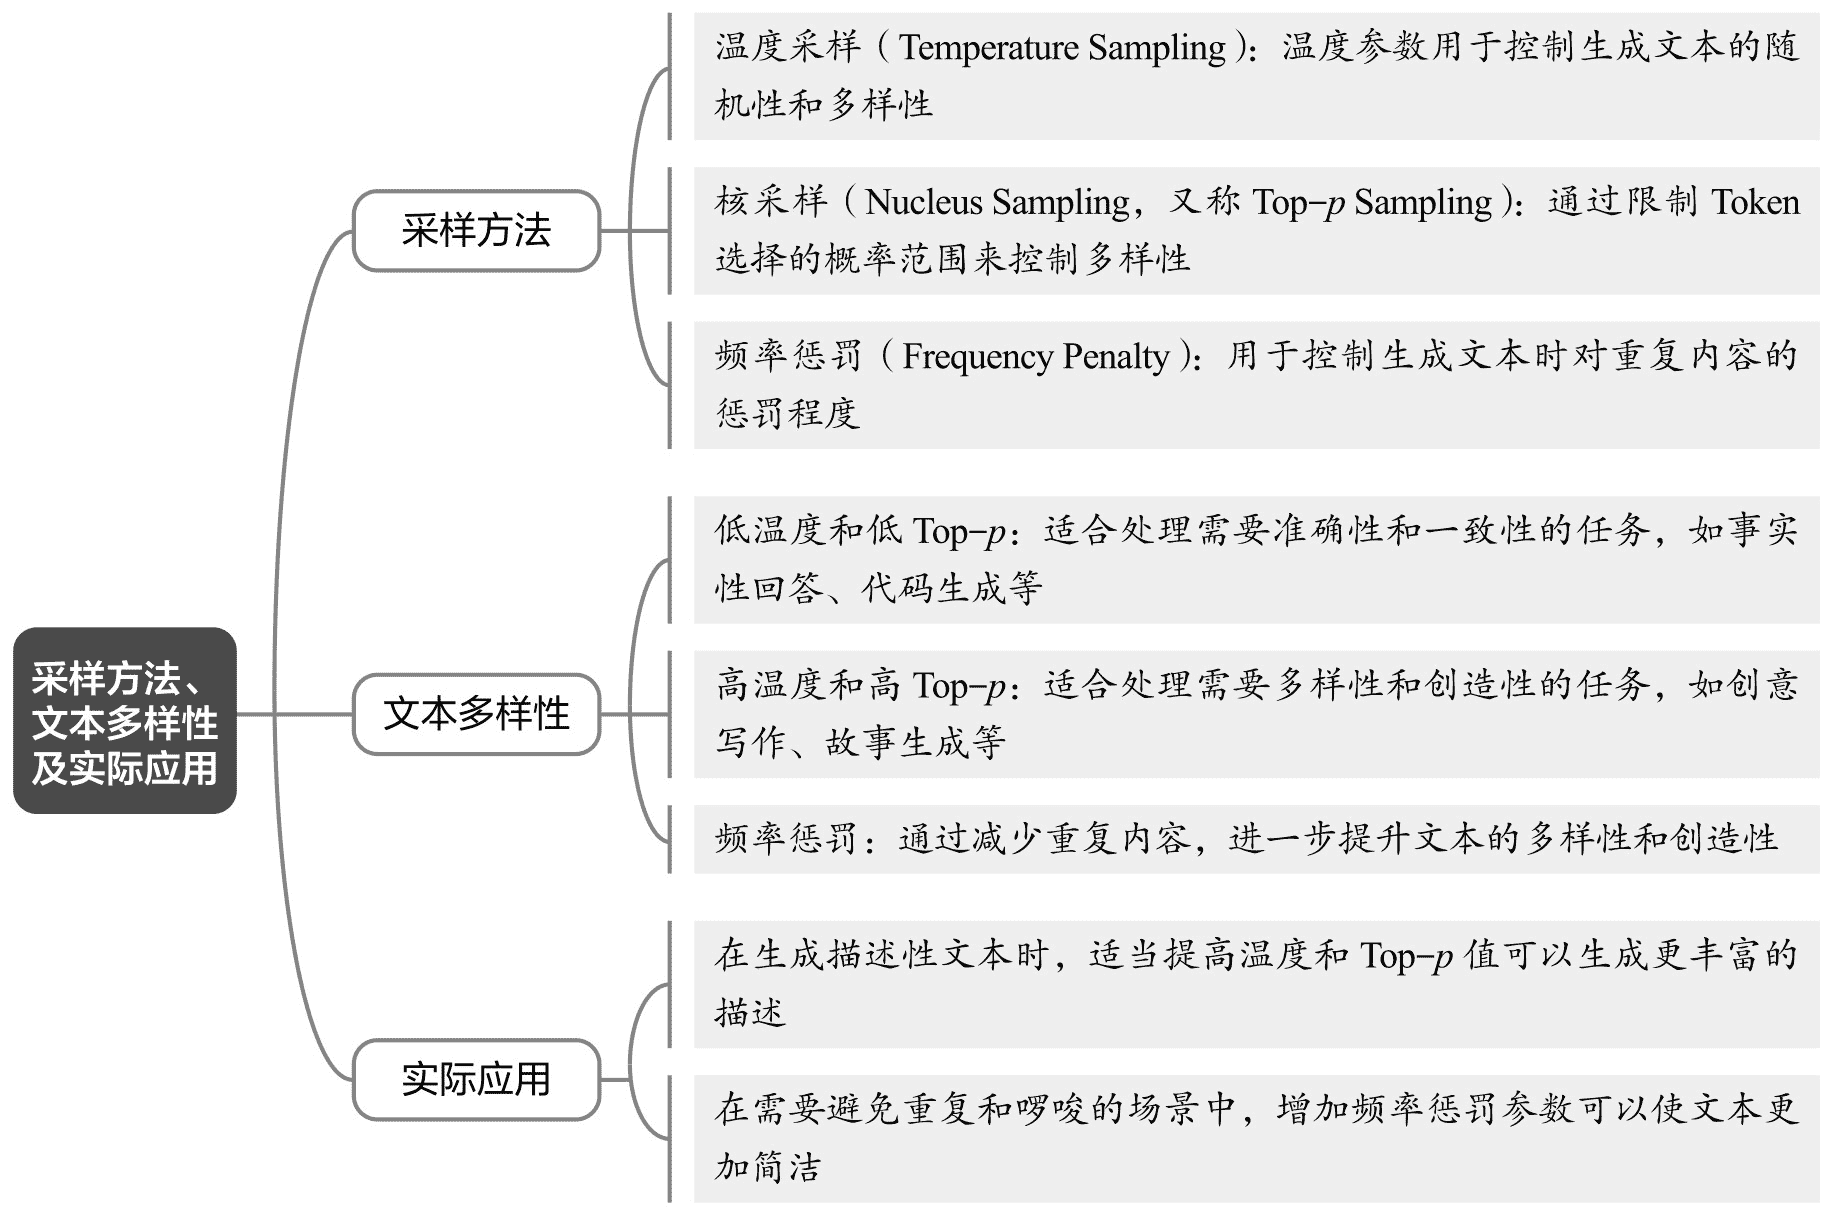 采样方法、
文本多样性
及实际应用
采样方法
温度采样（Temperature Sampling）：温度参数用于控制生成文本的随
机性和多样性
核采样（Nucleus Sampling，又称 Top-p Sampling）：通过限制 Token
选择的概率范围来控制多样性
频率惩罚（Frequency Penalty）：用于控制生成文本时对重复内容的
惩罚程度
文本多样性
低温度和低 Top-p：适合处理需要准确性和一致性的任务，如事实
性回答、代码生成等
高温度和高 Top-p：适合处理需要多样性和创造性的任务，如创意
写作、故事生成等
频率惩罚：通过减少重复内容，进一步提升文本的多样性和创造性
实际应用
在生成描述性文本时，适当提高温度和 Top-p 值可以生成更丰富的
描述
在需要避免重复和啰唆的场景中，增加频率惩罚参数可以使文本更
加简洁